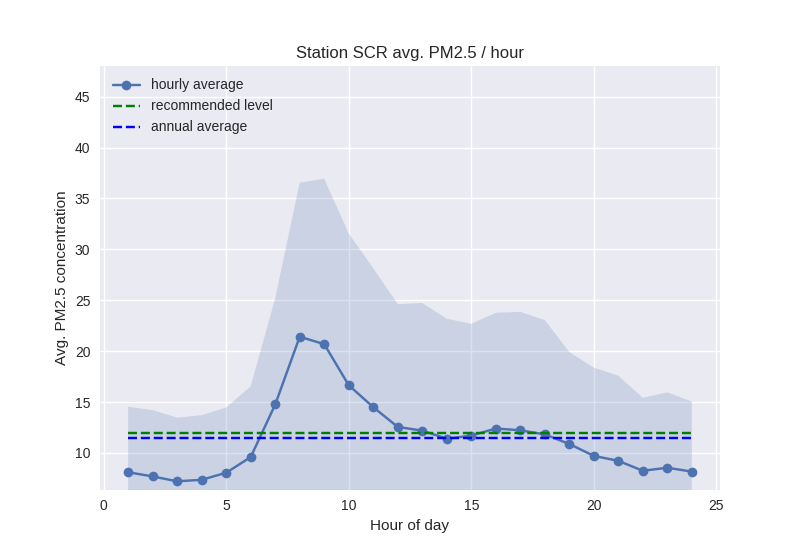 Station SCR avg. PM2.5 / hour
hourly average
recommended level
annual average
Avg. PM2.5 concentration
45
40
35
30
25
20
15
10
0 5 10 15 20 25
Hour of day